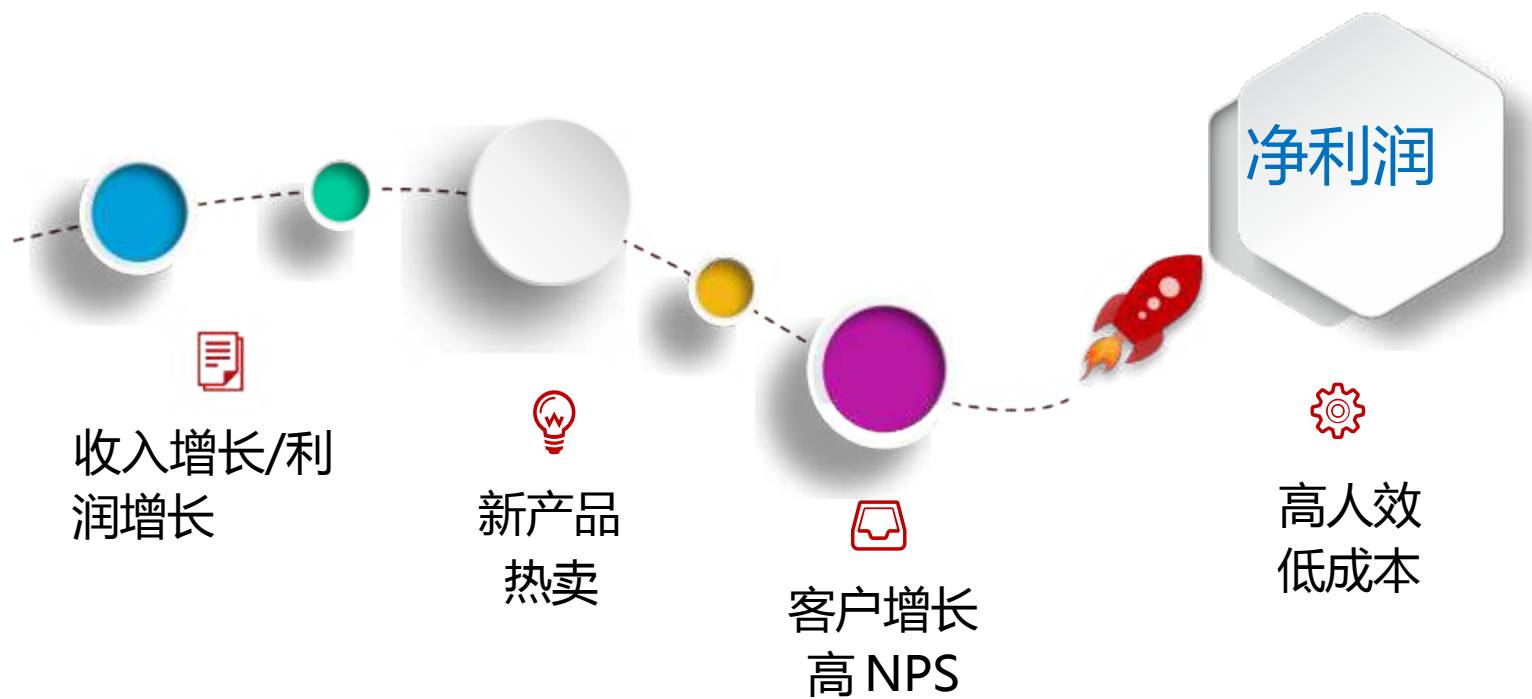 净利润
收入增长/利
润增长
新产品
热卖
客户增长
高 NPS
高人效
低成本